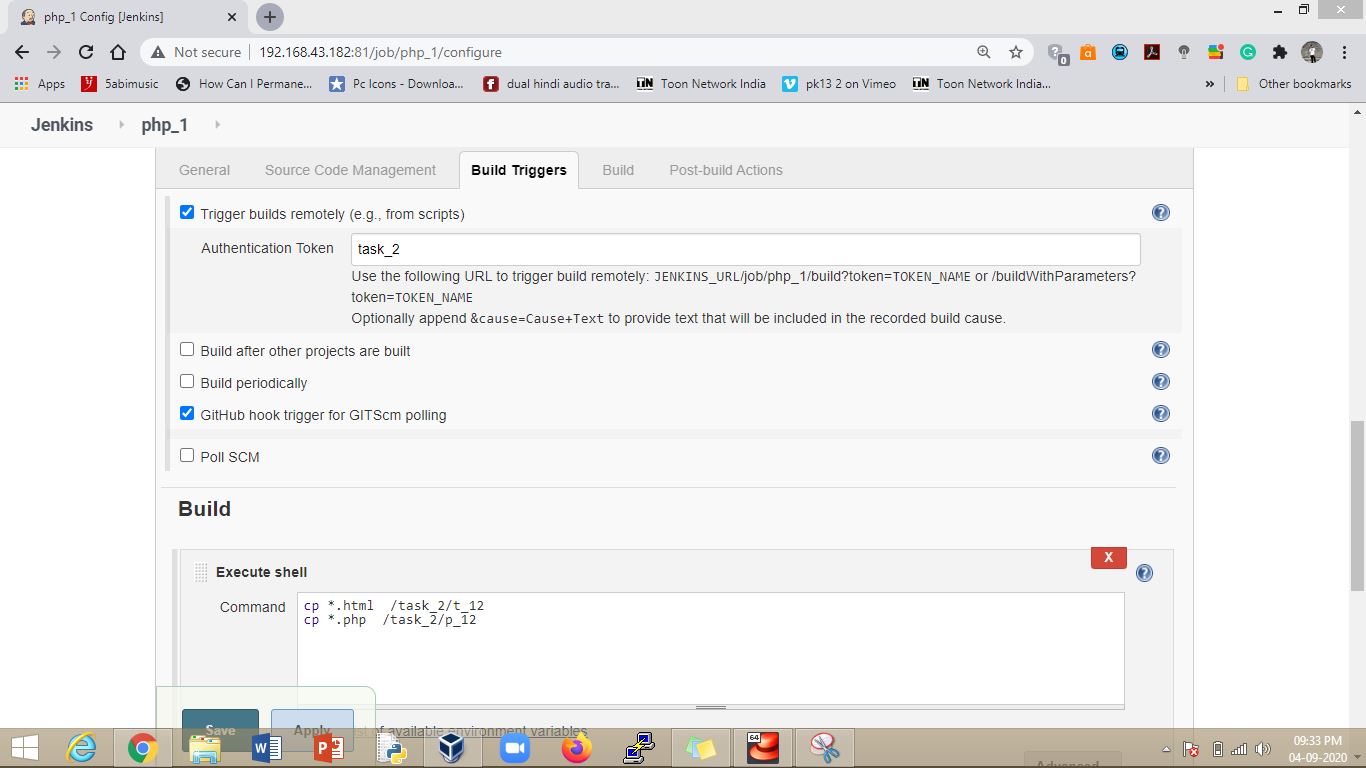 php_1 Config [Jenkins]
Not secure 192.168.43.182:81/job/php_1/configure
0
Apps 5abimusic How Can I Permane... Pc Icons - Downloa... dual hindi audio tra... Toon Network India pk13 2 on Vimeo Toon Network India... » Other bookmarks
Jenkins php_1
General Source Code Management Build Triggers Build Post-build Actions
Trigger builds remotely (e.g., from scripts)
Authentication Token task_2
Use the following URL to trigger build remotely: JENKINS_URL/job/php_1/build?token=TOKEN_NAME or /buildWithParameters?
token=TOKEN_NAME
Optionally append &cause=Cause+Text to provide text that will be included in the recorded build cause.
Build after other projects are built
Build periodically
GitHub hook trigger for GITScm polling
Poll SCM
Build
X
Execute shell
Command cp *.html  /task_2/t_12
cp *.php  /task_2/p_12
Save Apply of available environment variables
Advanced...
64
09:33 PM
04-09-2020